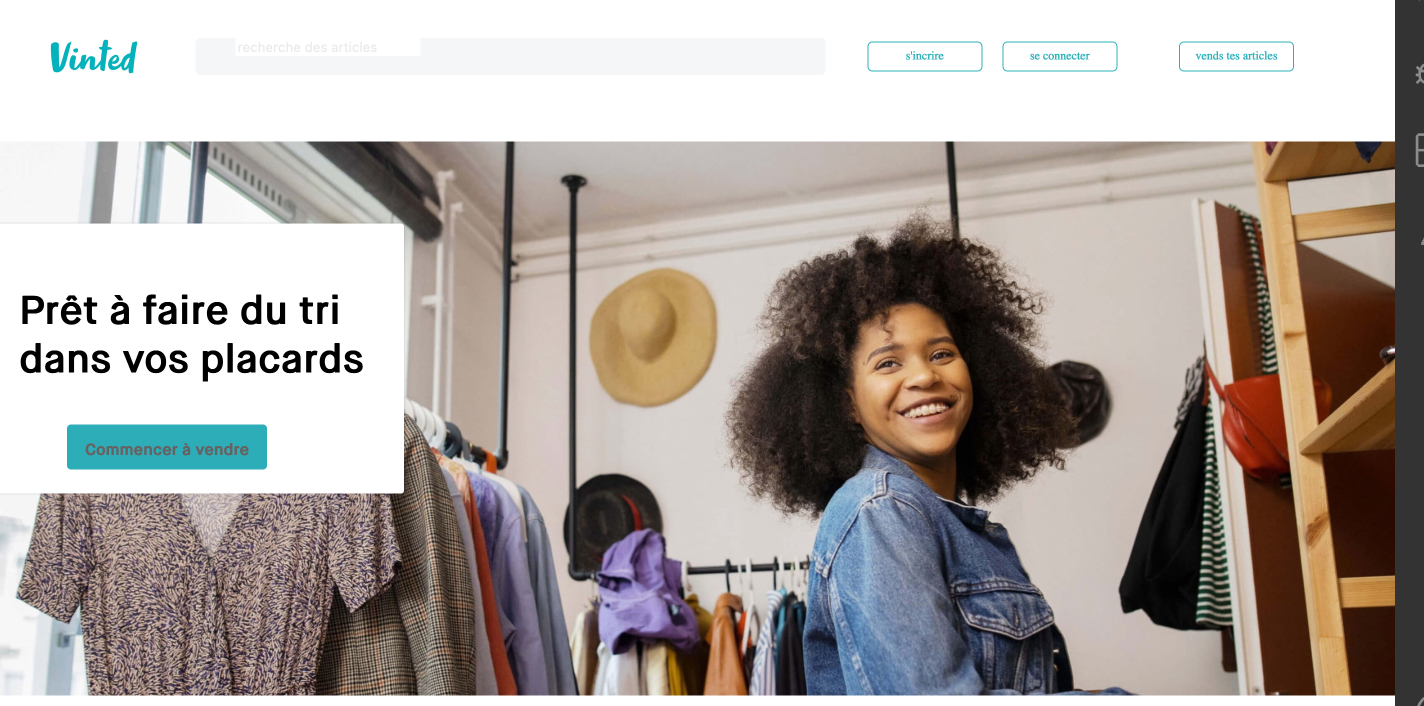 Vinted
recherche des articles
s'incrire
se connecter
vends tes articles
Prêt à faire du tri
dans vos placards
Commencer à vendre